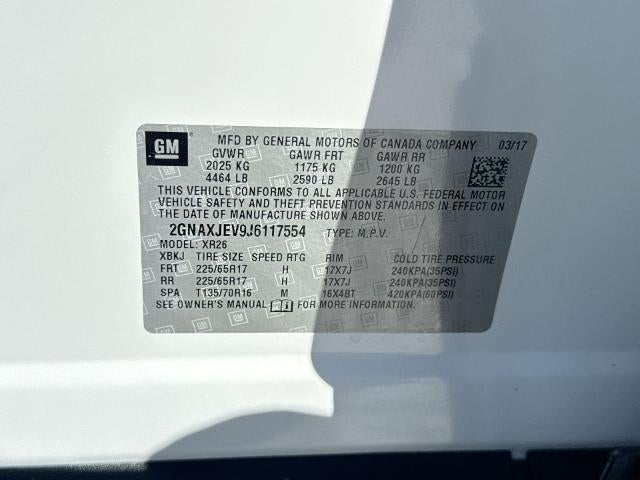 GM MFD BY GENERAL MOTORS OF CANADA COMPANY 03/17
GVWR GAWR FRT GAWR RR
2025 KG 1175 KG 1200 KG
4464 LB 2590 LB 2645 LB
THIS VEHICLE CONFORMS TO ALL APPLICABLE U.S. FEDERAL MOTOR
VEHICLE SAFETY AND THEFT PREVENTION STANDARDS IN EFFECT ON
THE DATE OF MANUFACTURE SHOWN ABOVE.
2GNAXJEV9J6117554 TYPE: M.P.V.
MODEL: XR26
XBKJ TIRE SIZE SPEED RTG RIM COLD TIRE PRESSURE
FRT 225/65R17 H 17X7J 240KPA(35PSI)
RR 225/65R17 H 17X7J 240KPA(35PSI)
SPA T135/70R16 M 16X4BT 420KPA(60PSI)
SEE OWNER'S MANUAL FOR MORE INFORMATION.